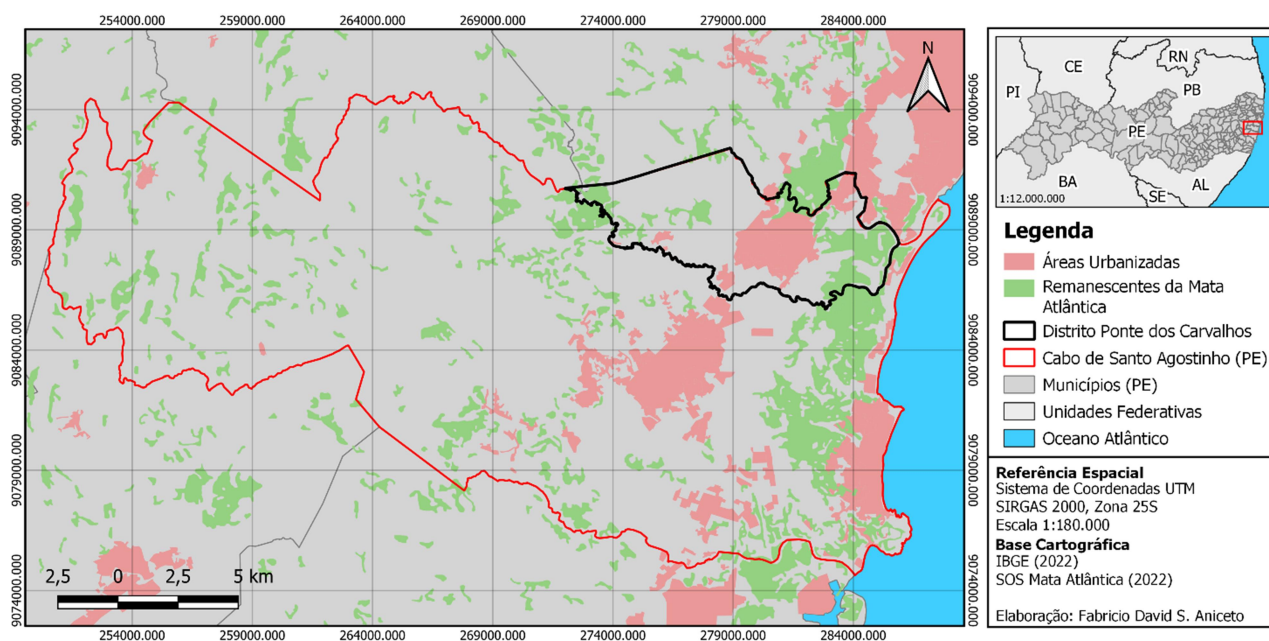 254000.000 259000.000 264000.000 269000.000 274000.000 279000.000 284000.000
9094000.000
9089000.000
9084000.000
9079000.000
9074000.000
N
9094000.000
9089000.000
9084000.000
9079000.000
9074000.000
2,5 0 2,5 5 km
254000.000 259000.000 264000.000 269000.000 274000.000 279000.000 284000.000
RN
CE
PB
PI
PE
BA
AL
SE
1:12.000.000
Legenda
Áreas Urbanizadas
Remanescentes da Mata
Atlântica
Distrito Ponte dos Carvalhos
Cabo de Santo Agostinho (PE)
Municípios (PE)
Unidades Federativas
Oceano Atlântico
Referência Espacial
Sistema de Coordenadas UTM
SIRGAS 2000, Zona 25S
Escala 1:180.000
Base Cartográfica
IBGE (2022)
SOS Mata Atlântica (2022)
Elaboração: Fabricio David S. Aniceto